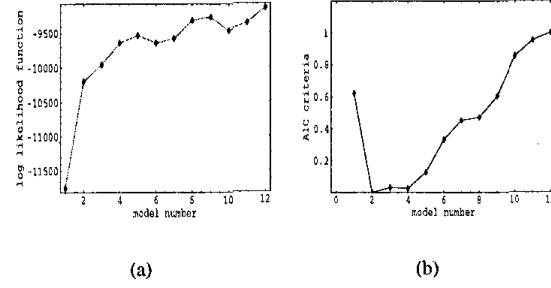 log likelihood function
-9500
-10000
-10500
-11000
-11500
2 4 6 8 10 12
model number
(a)
AIC criteria
1
0.8
0.6
0.4
0.2
0 2 4 6 8 10 12
model number
(b)